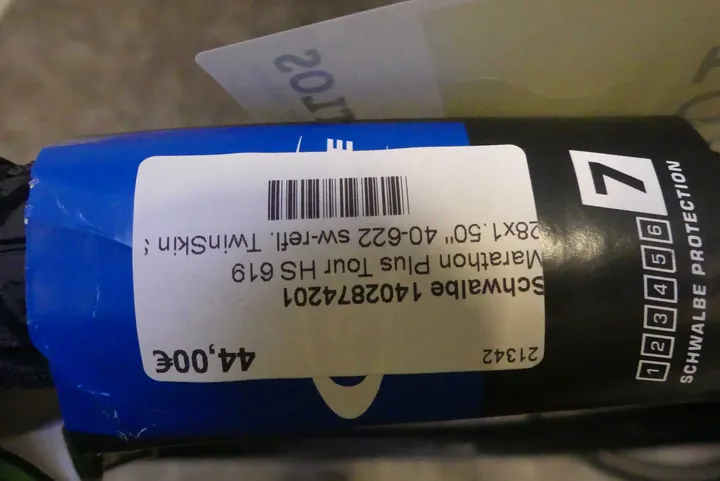 21342
44,00€
Schwalbe 1402874201
Marathon Plus Tour HS 619
28x1.50" 40-622 sw-refl. TwinSkin
1 2 3 4 5 6 7
SCHWALBE PROTECTION